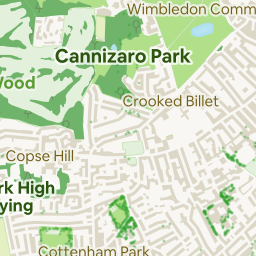 Wimbledon Comm
Cannizaro Park
Wood
Crooked Billet
Copse Hill
rk High
ying
Cottenham Park